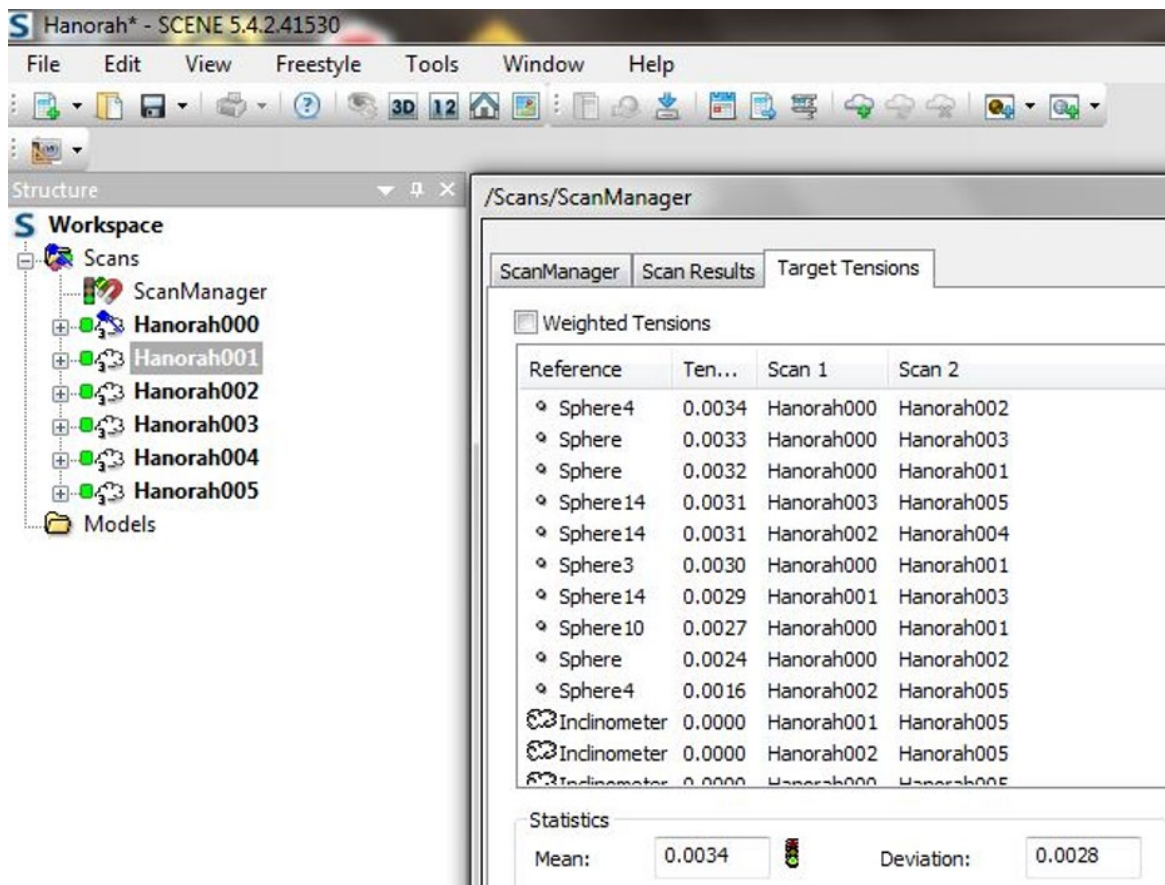 S Hanorah* - SCENE 5.4.2.41530
File Edit View Freestyle Tools Window Help
3D 12
Structure
/Scans/ScanManager
S Workspace
Scans
ScanManager
Hanorah000
Hanorah001
Hanorah002
Hanorah003
Hanorah004
Hanorah005
Models
ScanManager Scan Results Target Tensions
Weighted Tensions
Reference Ten... Scan 1 Scan 2
Sphere4 0.0034 Hanorah000 Hanorah002
Sphere 0.0033 Hanorah000 Hanorah003
Sphere 0.0032 Hanorah000 Hanorah001
Sphere14 0.0031 Hanorah003 Hanorah005
Sphere14 0.0031 Hanorah002 Hanorah004
Sphere3 0.0030 Hanorah000 Hanorah001
Sphere14 0.0029 Hanorah001 Hanorah003
Sphere10 0.0027 Hanorah000 Hanorah001
Sphere 0.0024 Hanorah000 Hanorah002
Sphere4 0.0016 Hanorah002 Hanorah005
Inclinometer 0.0000 Hanorah001 Hanorah005
Inclinometer 0.0000 Hanorah002 Hanorah005
Inclinometer 0.0000 Hanorah000 Hanorah005
Statistics
Mean: 0.0034 Deviation: 0.0028